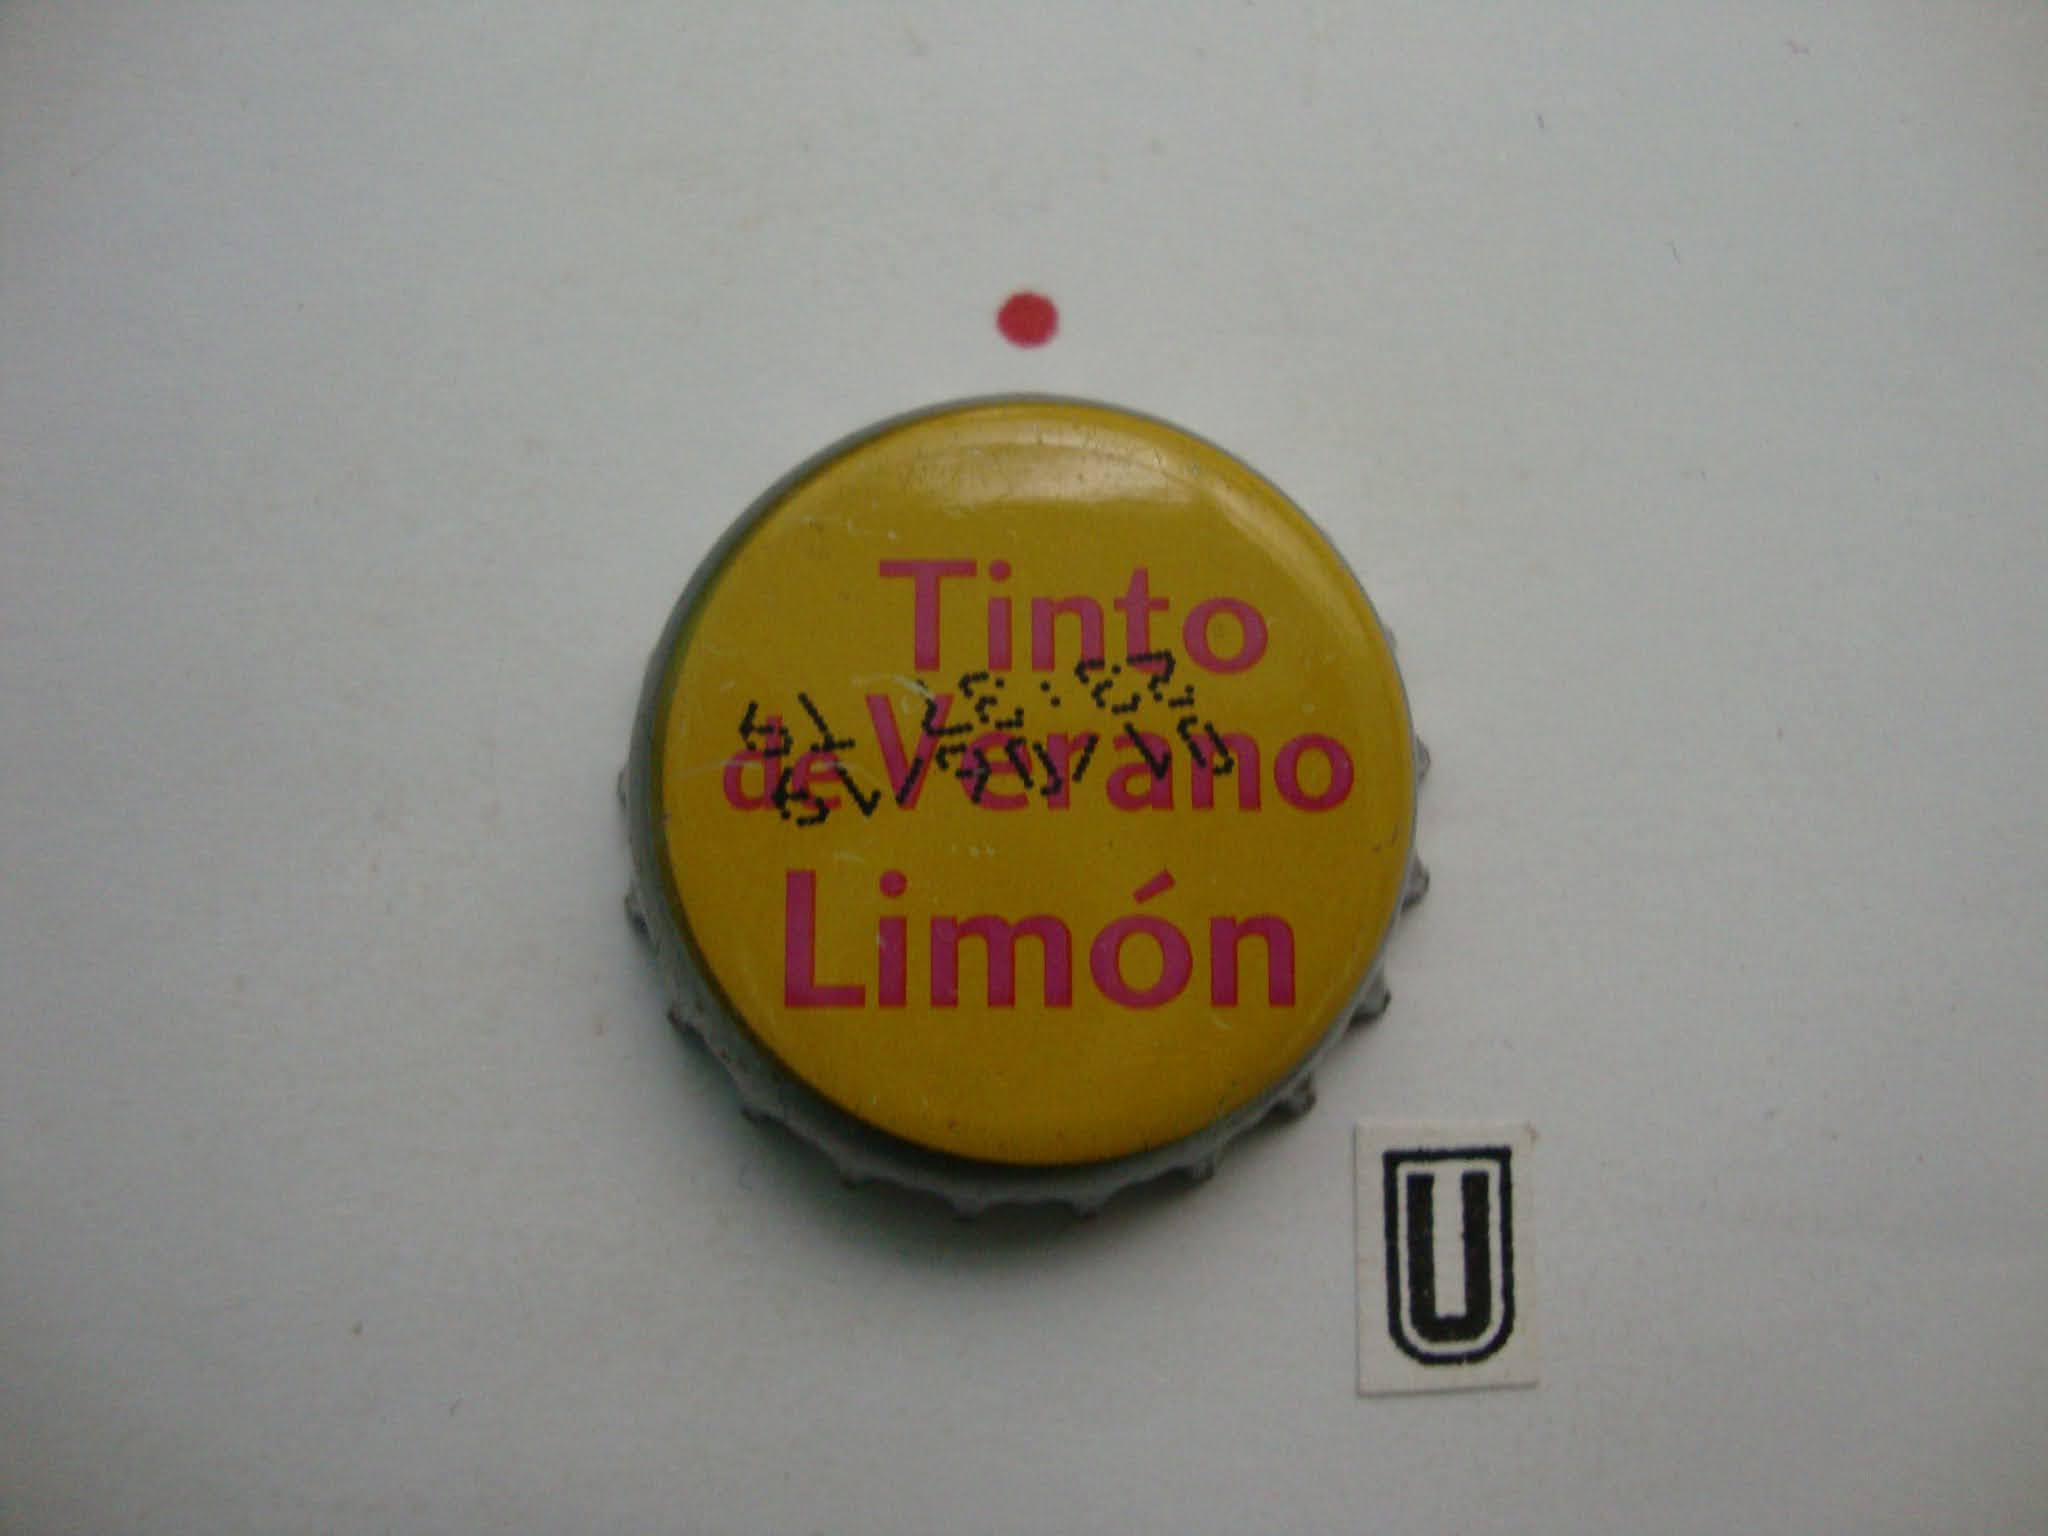 Tinto
de Verano
Limón
U